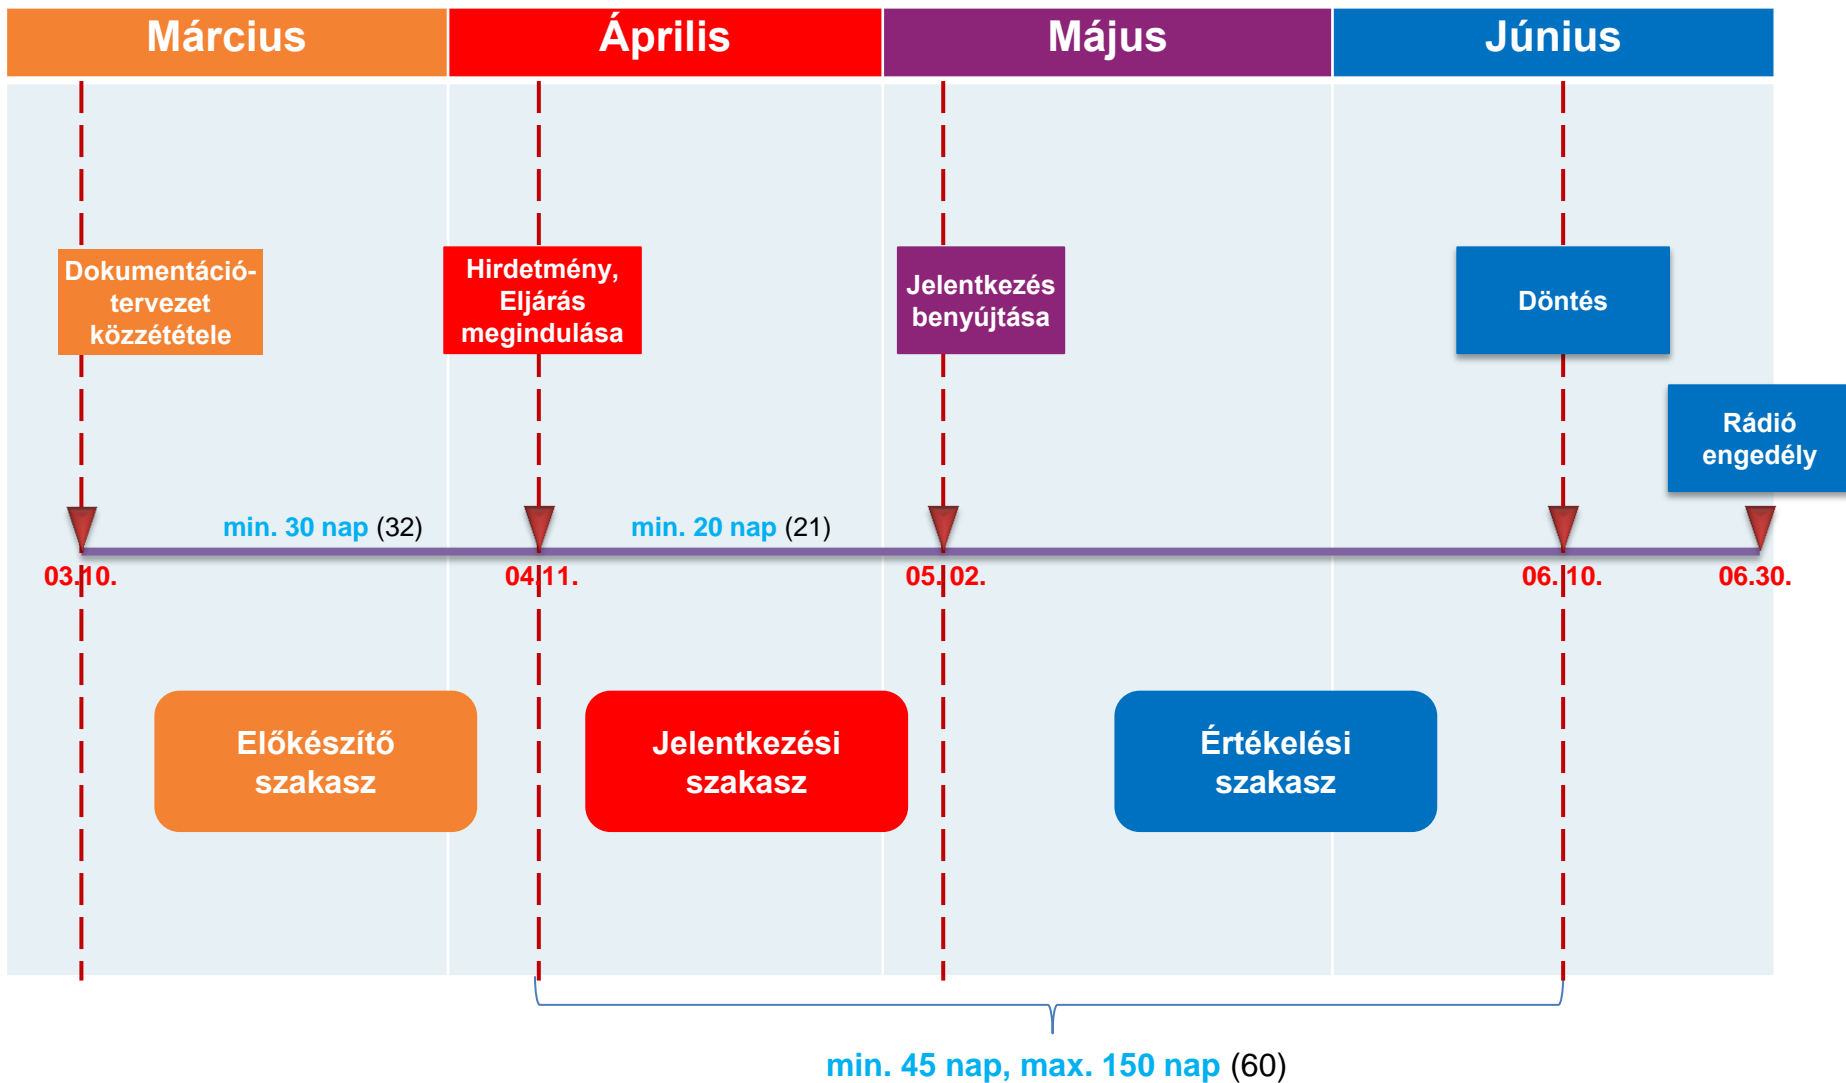 Március
Április
Május
Június
Dokumentáció-
tervezet
közzététele
Hirdetmény,
Eljárás
megindulása
Jelentkezés
benyújtása
Döntés
Rádió
engedély
min. 30 nap (32)
min. 20 nap (21)
03.10.
04.11.
05.02.
06.10.
06.30.
Előkészítő
szakasz
Jelentkezési
szakasz
Értékelési
szakasz
min. 45 nap, max. 150 nap (60)